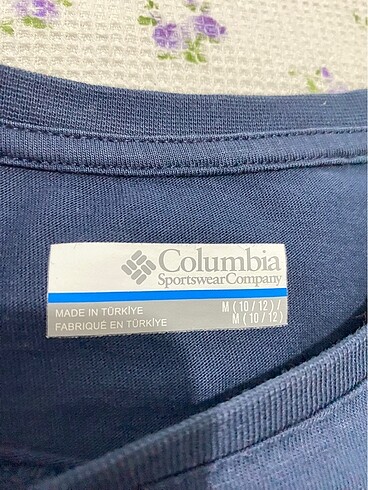 Columbia
Sportswear Company
MADE IN TÜRKİYE M ( 10 / 12 ) /
FABRIQUÉ EN TÜRKİYE M ( 10 / 12 )